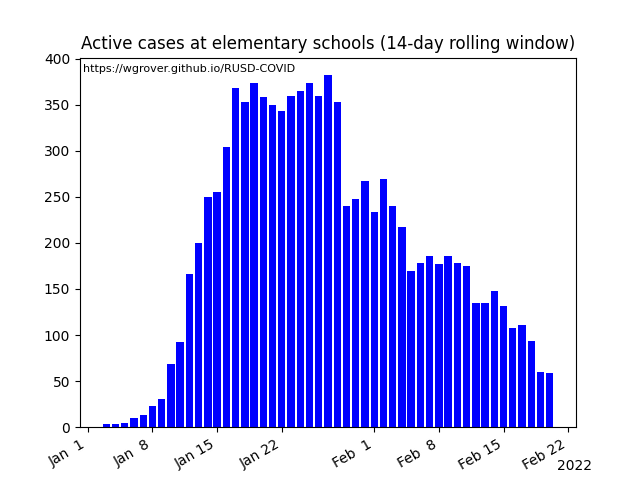 Active cases at elementary schools (14-day rolling window)
https://wgrover.github.io/RUSD-COVID
400
350
300
250
200
150
100
50
0
Jan 1
Jan 8
Jan 15
Jan 22
Feb 1
Feb 8
Feb 15
Feb 22
2022